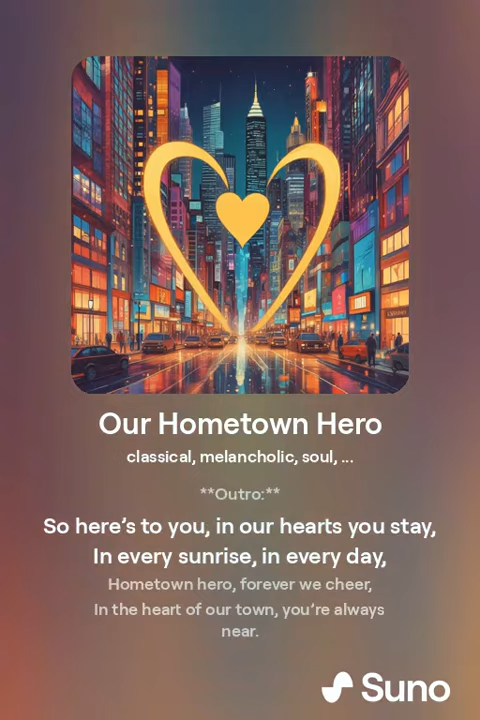 Our Hometown Hero
classical, melancholic, soul, ...
**Outro:**
So here’s to you, in our hearts you stay,
In every sunrise, in every day,
Hometown hero, forever we cheer,
In the heart of our town, you’re always
near.
Suno